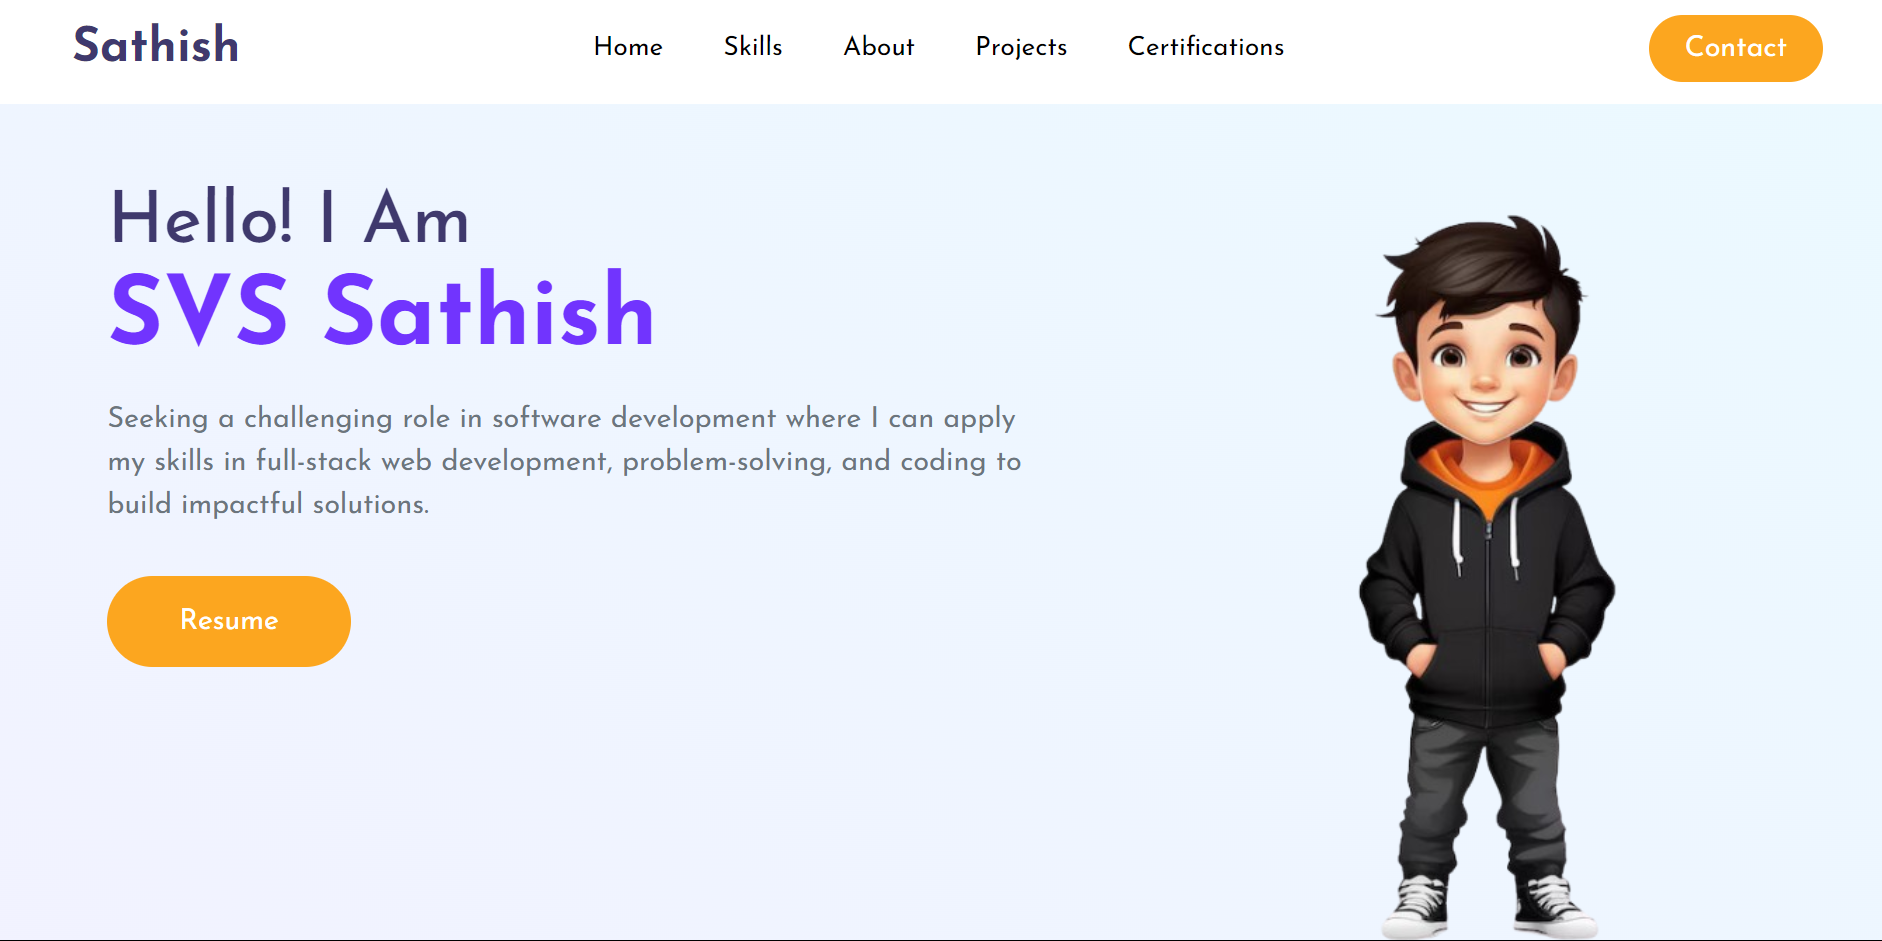 Sathish
Home
Skills
About
Projects
Certifications
Contact
Hello! I Am
SVS Sathish
Seeking a challenging role in software development where I can apply
my skills in full-stack web development, problem-solving, and coding to
build impactful solutions.
Resume